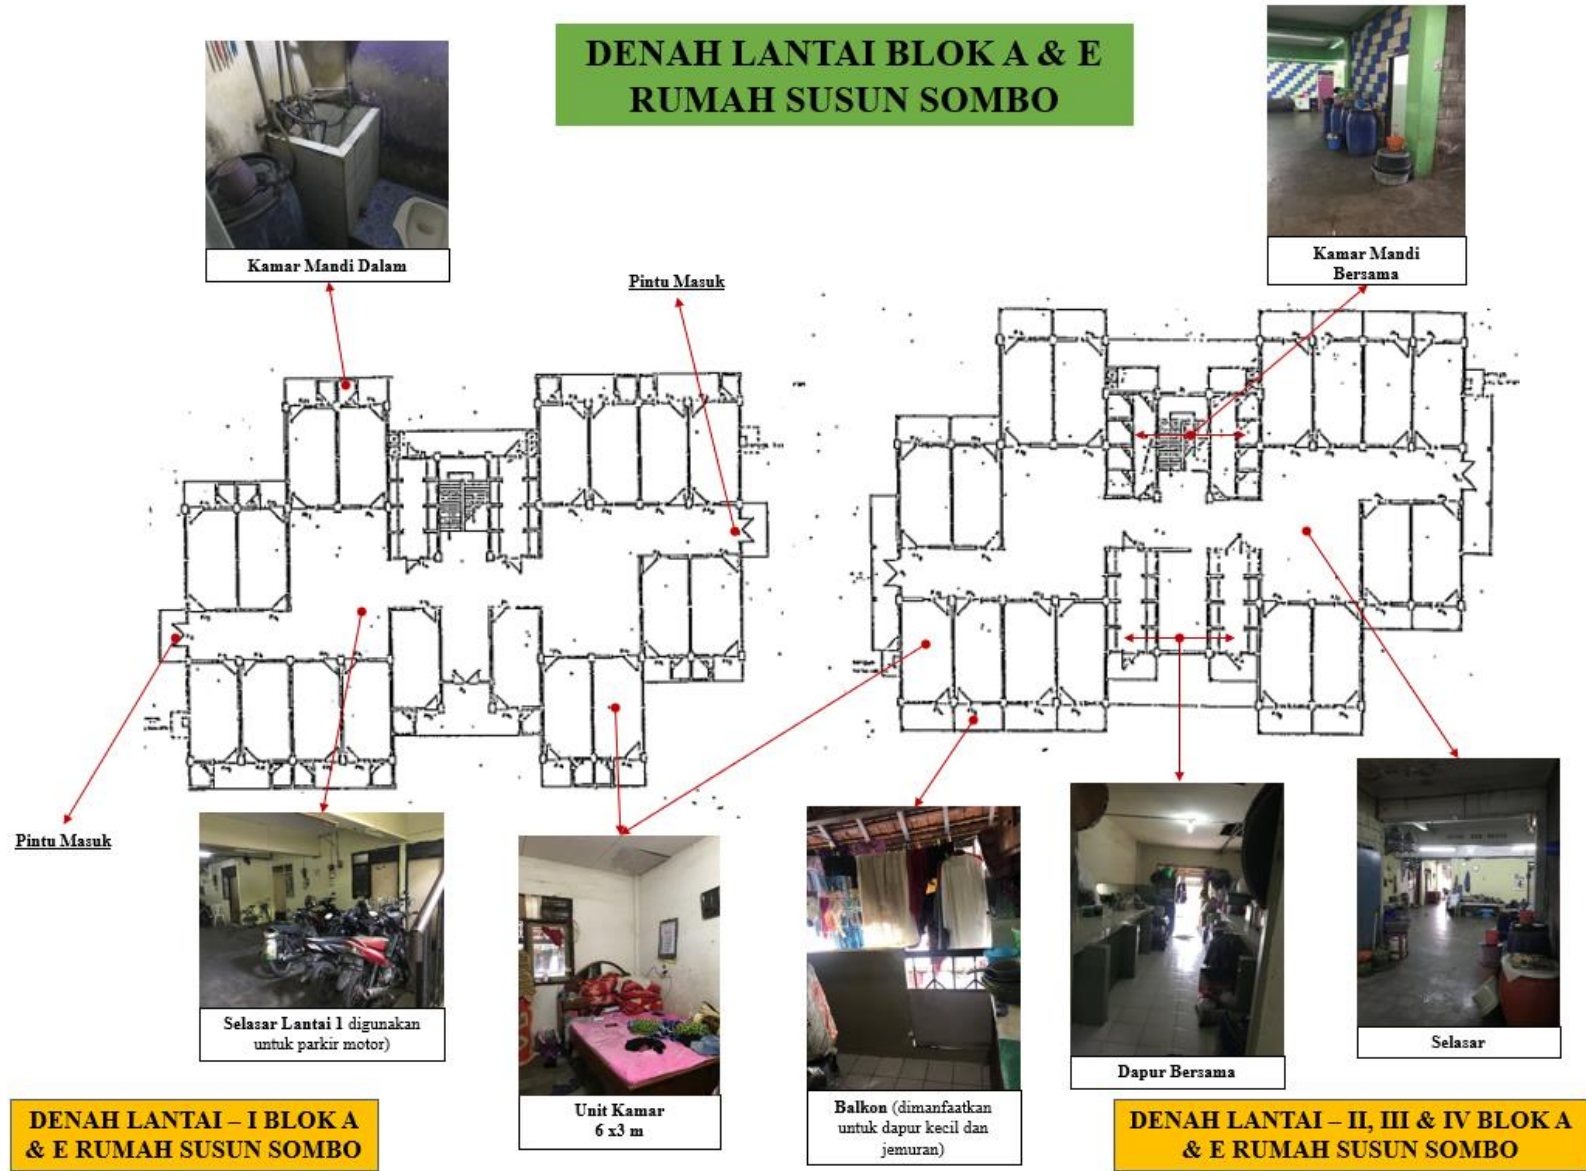 DENAH LANTAI BLOK A & E
RUMAH SUSUN SOMBO
Kamar Mandi Dalam
Pintu Masuk
Kamar Mandi
Bersama
Pintu Masuk
Selasar Lantai 1 digunakan
untuk parkir motor)
Unit Kamar
6 x3 m
Balkon (dimanfaatkan
untuk dapur kecil dan
jemuran)
Dapur Bersama
Selasar
DENAH LANTAI – I BLOK A
& E RUMAH SUSUN SOMBO
DENAH LANTAI – II, III & IV BLOK A
& E RUMAH SUSUN SOMBO